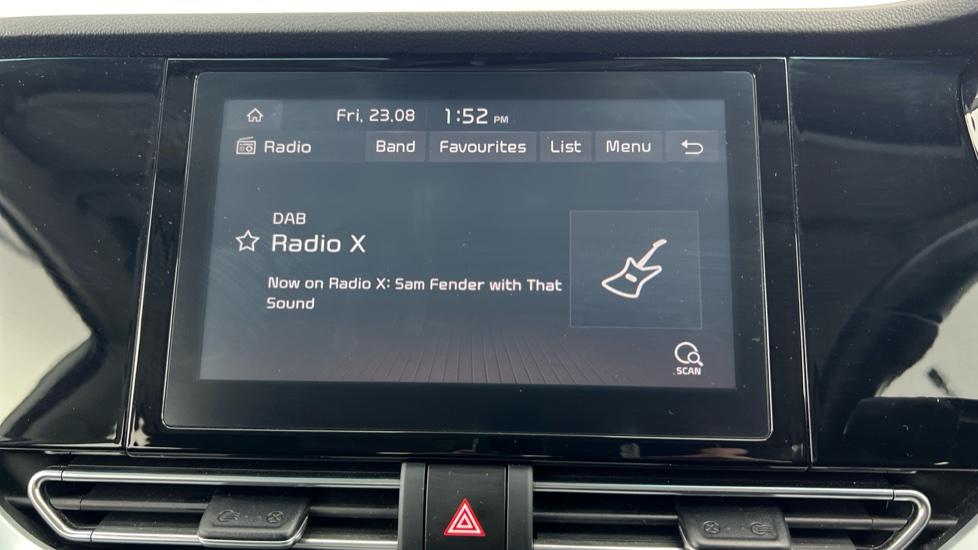 Fri, 23.08 1:52 PM
Radio Band Favourites List Menu
DAB
Radio X
Now on Radio X: Sam Fender with That
Sound
SCAN